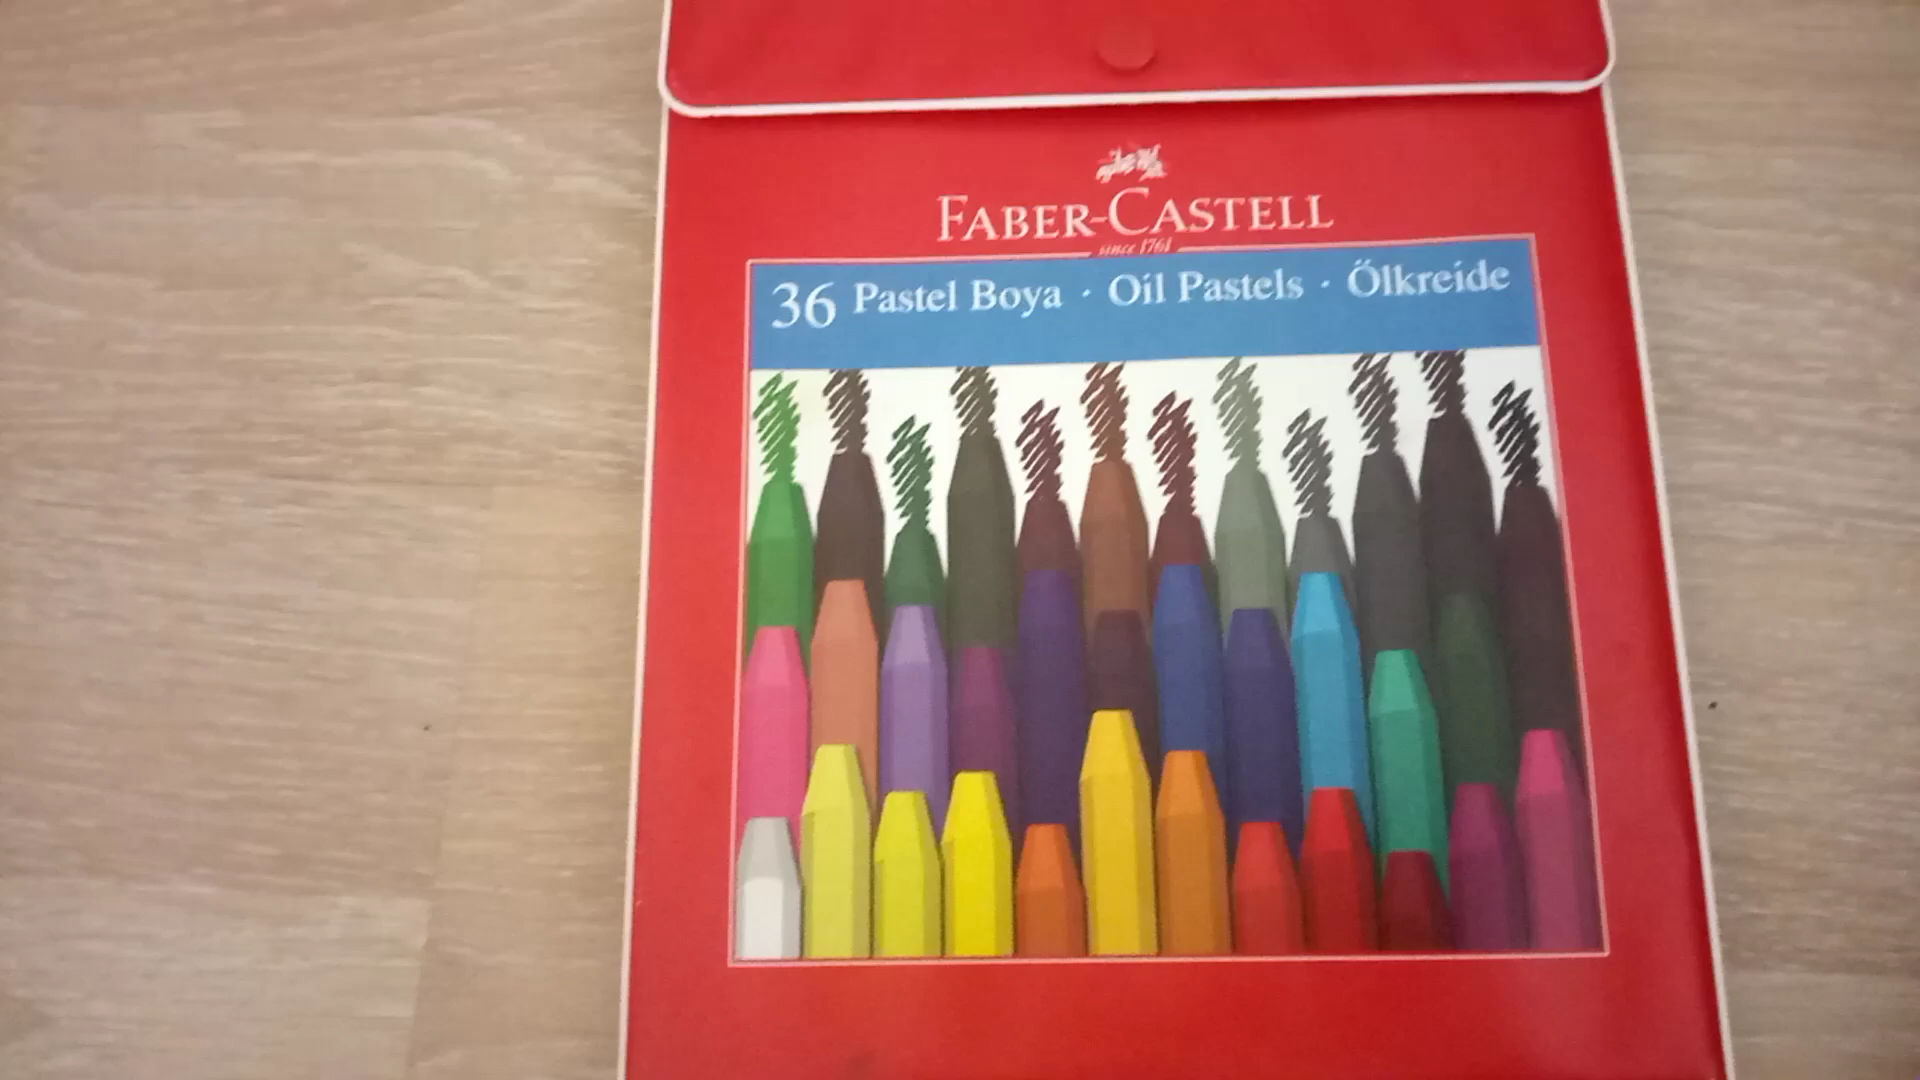 FABER-CASTELL
since 1761
36 Pastel Boya · Oil Pastels · Ölkreide